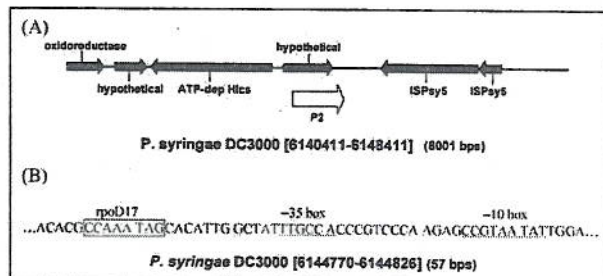 (A)
oxidoreductase hypothetical
hypothetical ATP-dep Hlcs ISPsy5 ISPsy5
P2
P. syringae DC3000 [6140411-6148411] (8001 bps)
(B)
rpoD17 −35 box −10 box
...ACACGCCAAATAGCACATTGGCTATTTGCCACCCGTCCCAAGAGCCGTAATATTGGA...
P. syringae DC3000 [6144770-6144826] (57 bps)